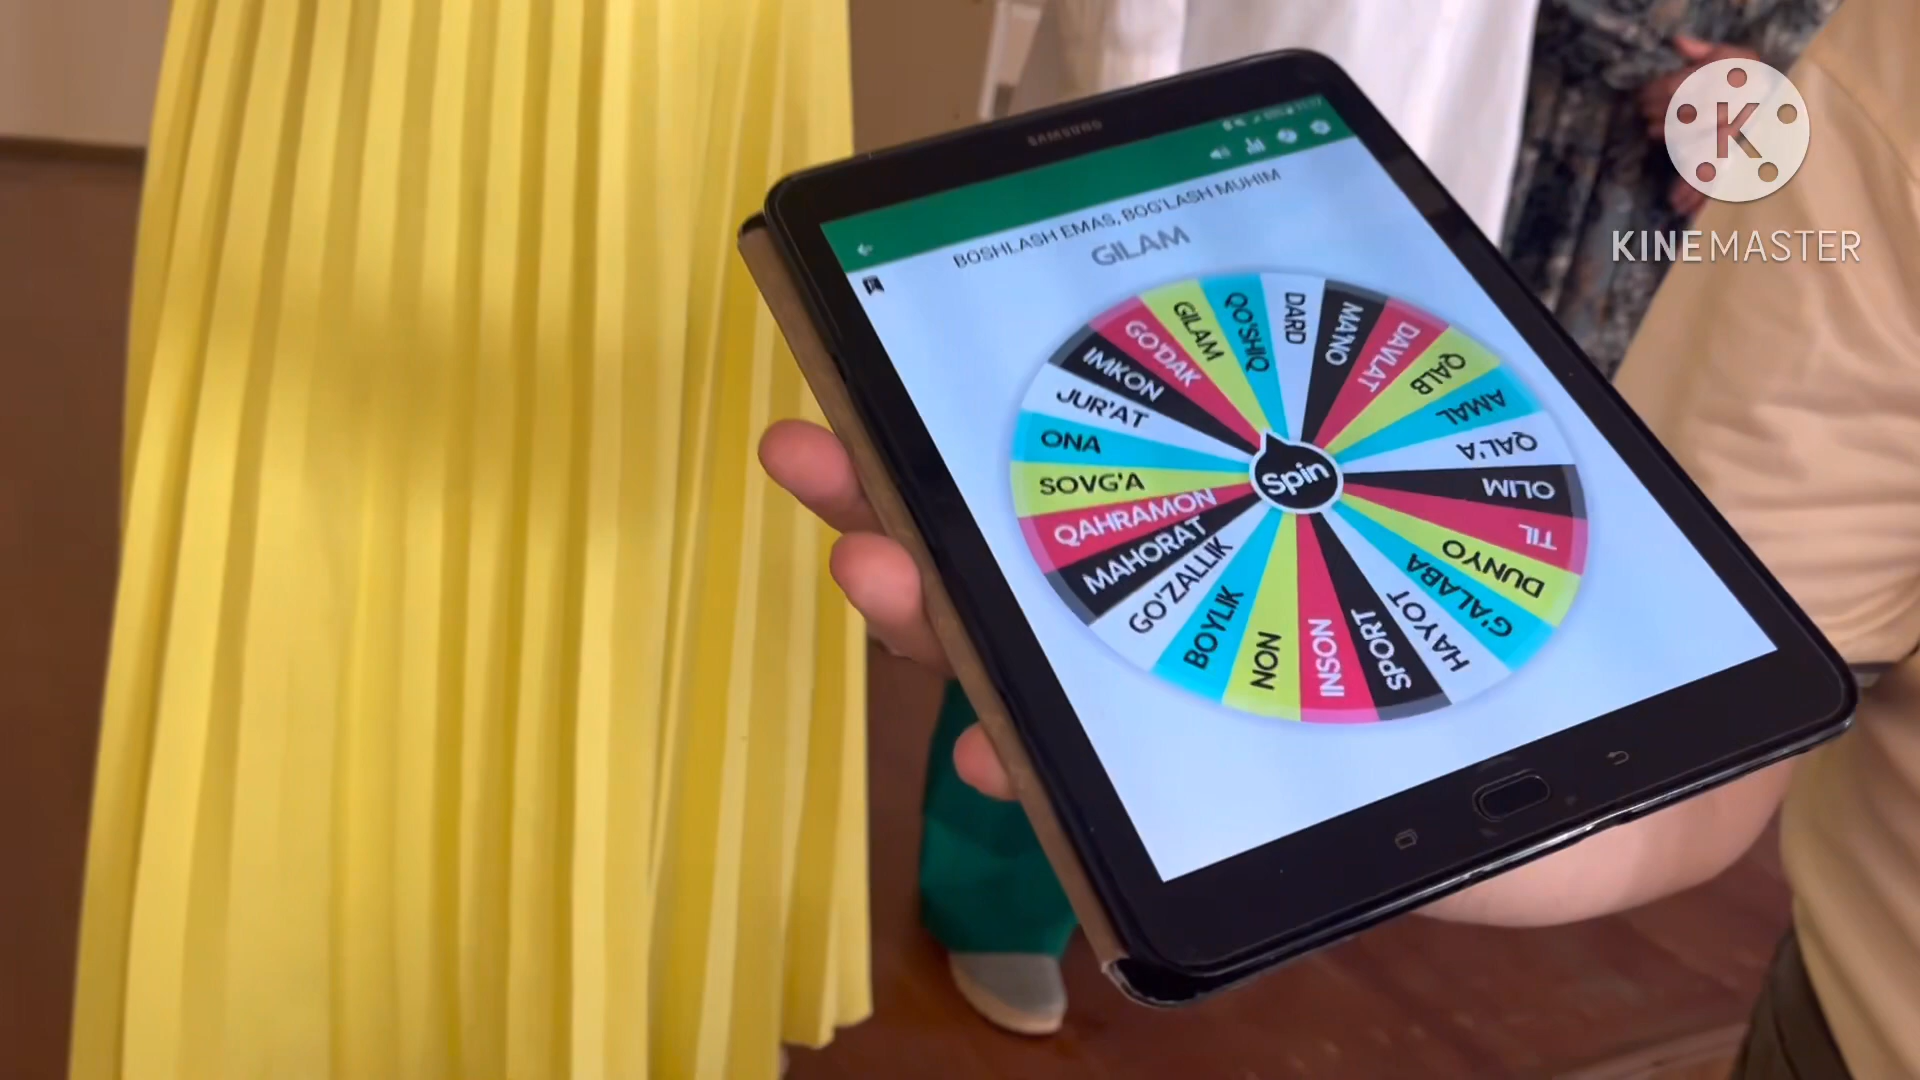 SAMSUNG
BOSHLASH EMAS, BOG'LASH MUHIM
GILAM
DARD
MA'NO
DAVLAT
QALB
AMAL
QAL'A
OLIM
TIL
DUNYO
G'ALABA
HAYOT
SPORT
INSON
NON
BOYLIK
GO'ZALLIK
MAHORAT
QAHRAMON
SOVG'A
ONA
JUR'AT
IMKON
GO'DAK
GILAM
QO'SHIQ
Spin
K
KINEMASTER